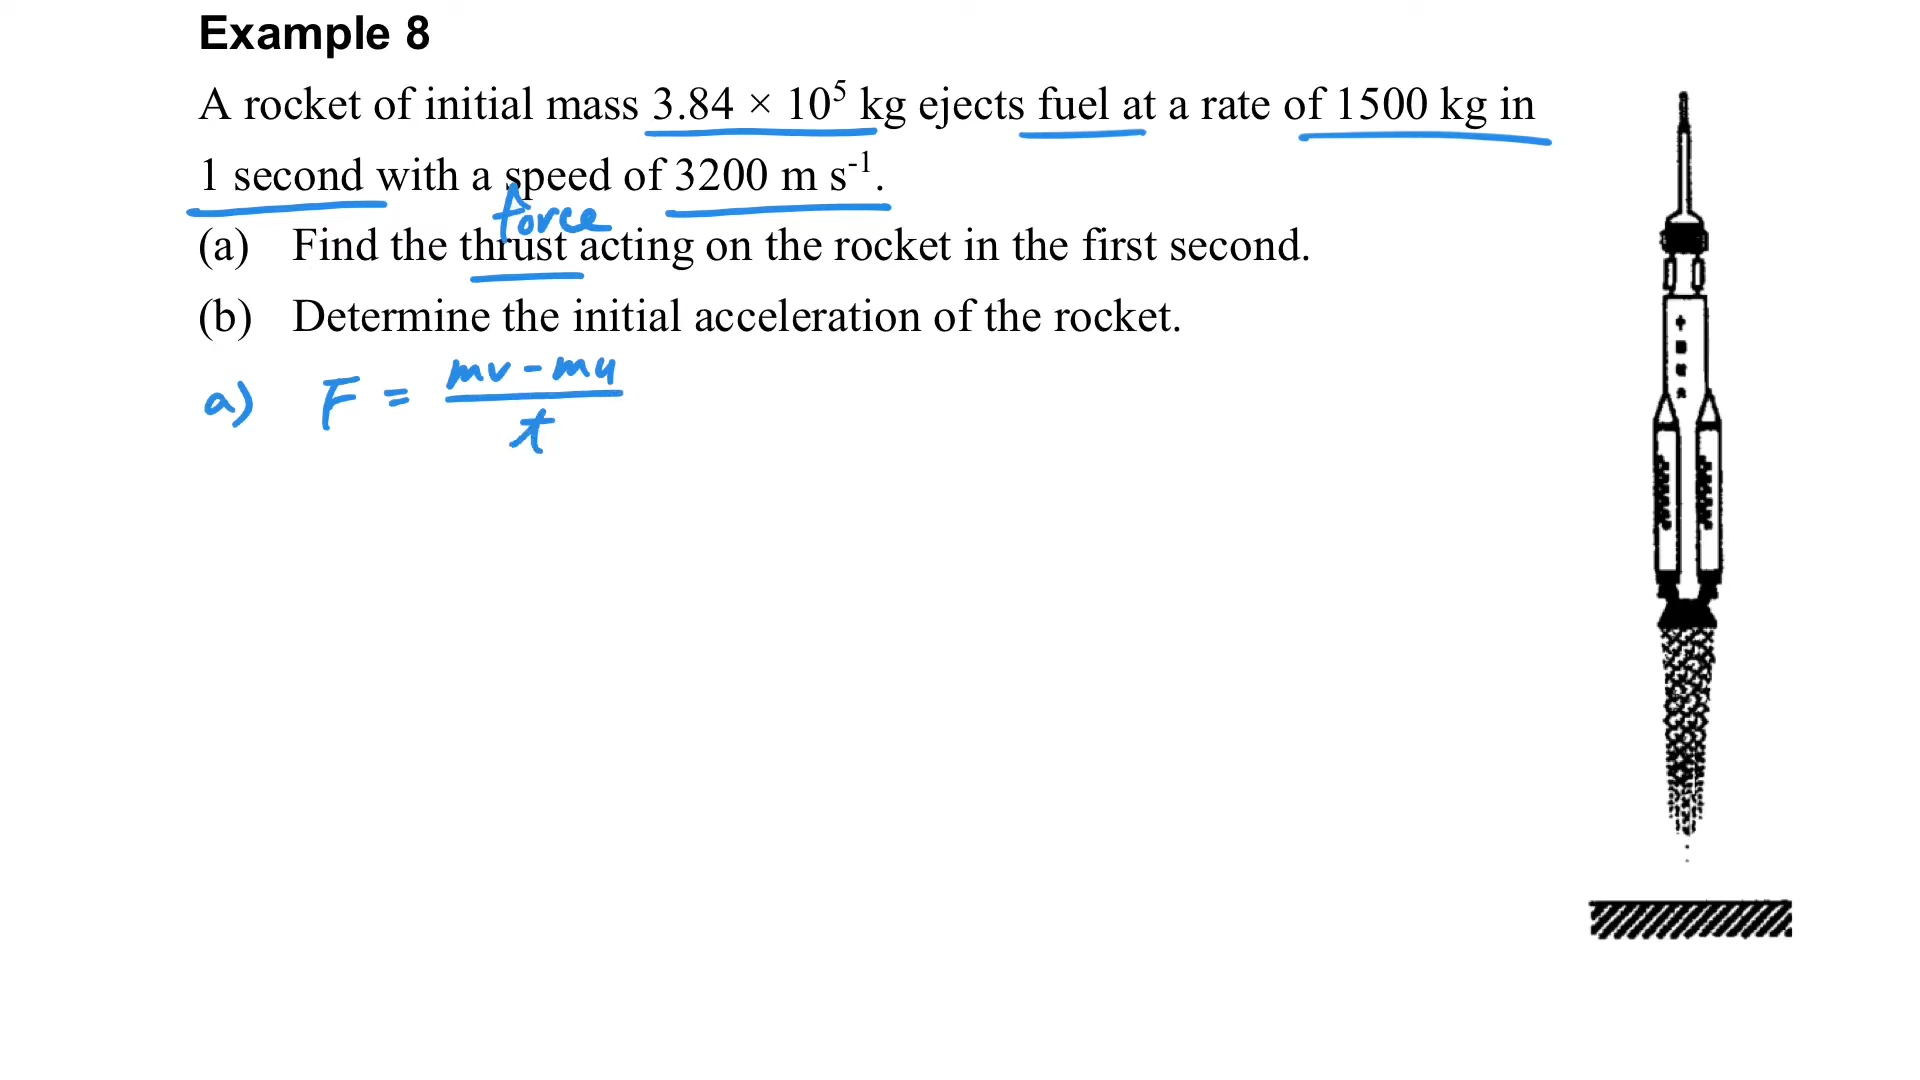 Example 8
A rocket of initial mass 3.84 × 10⁵ kg ejects fuel at a rate of 1500 kg in
1 second with a speed of 3200 m s⁻¹.
force
(a) Find the thrust acting on the rocket in the first second.
(b) Determine the initial acceleration of the rocket.
a) F = mv - mu
t